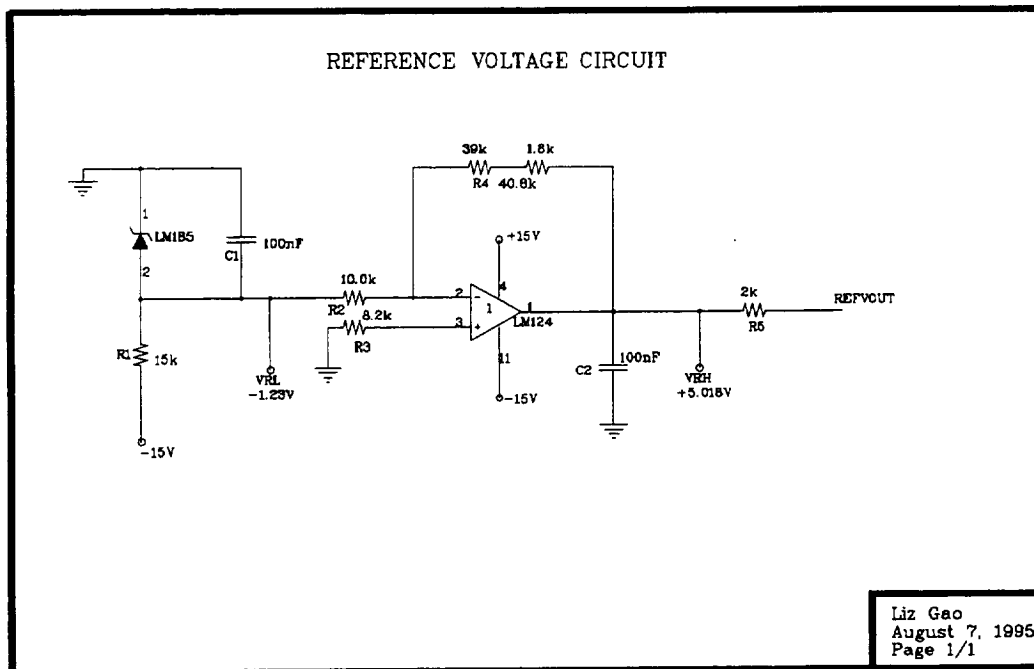 REFERENCE VOLTAGE CIRCUIT
39k 1.8k
R4 40.8k
1
LM185
C1 100nF
2
+15V
4
10.0k
R2
2 -
1
1
LM124
3 +
8.2k
R3
2k
R5
REFVOUT
R1 15k
VRL
-1.23V
11
-15V
C2 100nF
VRH
+5.018V
-15V
Liz Gao
August 7, 1995
Page 1/1